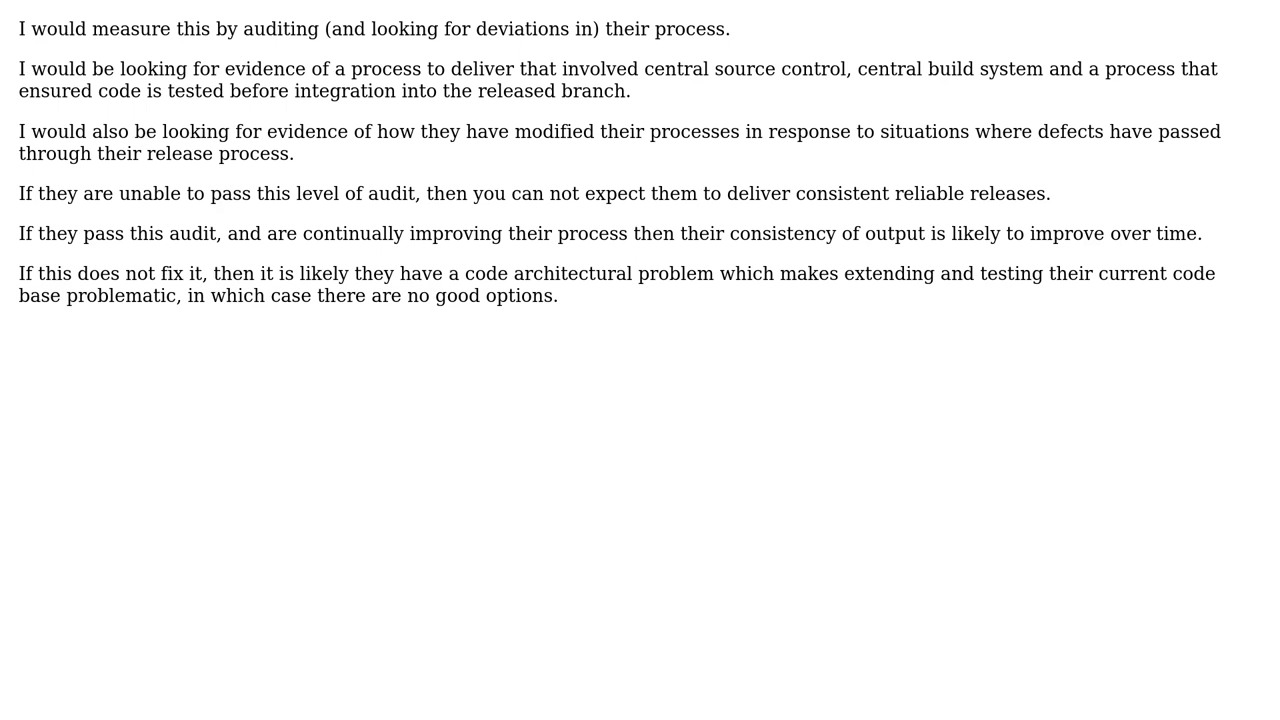 I would measure this by auditing (and looking for deviations in) their process.
I would be looking for evidence of a process to deliver that involved central source control, central build system and a process that
ensured code is tested before integration into the released branch.
I would also be looking for evidence of how they have modified their processes in response to situations where defects have passed
through their release process.
If they are unable to pass this level of audit, then you can not expect them to deliver consistent reliable releases.
If they pass this audit, and are continually improving their process then their consistency of output is likely to improve over time.
If this does not fix it, then it is likely they have a code architectural problem which makes extending and testing their current code
base problematic, in which case there are no good options.